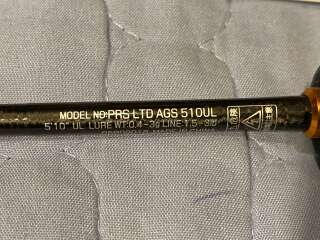 MODEL NO:PRS LTD AGS 510UL
5'10" UL LURE WT:0.4-3g LINE:1.5-3lb